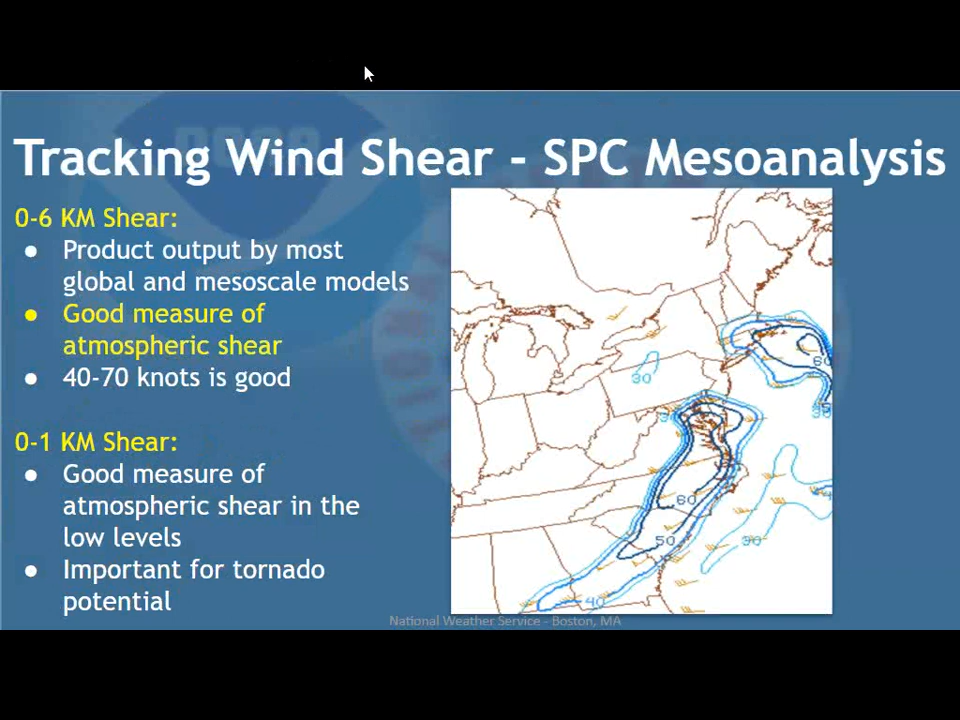 Tracking Wind Shear - SPC Mesoanalysis
0-6 KM Shear:
● Product output by most
global and mesoscale models
● Good measure of
atmospheric shear
● 40-70 knots is good
0-1 KM Shear:
● Good measure of
atmospheric shear in the
low levels
● Important for tornado
potential
60
30
60
50
30
40
National Weather Service - Boston, MA